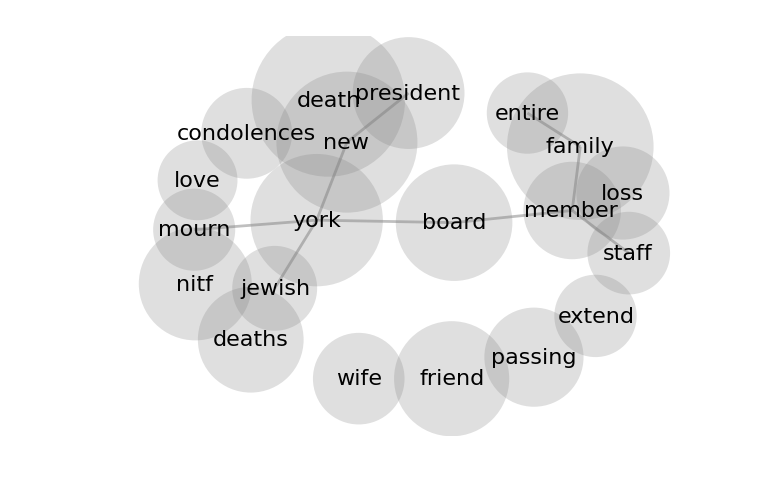 president
death
entire
condolences
new
family
love
loss
member
york
board
mourn
staff
nitf
jewish
extend
deaths
passing
wife
friend